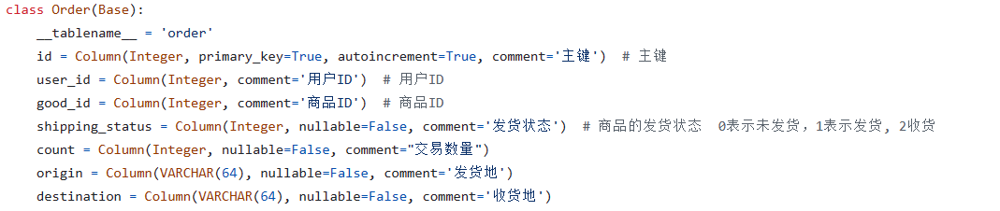 class Order(Base):
    __tablename__ = 'order'
    id = Column(Integer, primary_key=True, autoincrement=True, comment='主键')  # 主键
    user_id = Column(Integer, comment='用户ID')  # 用户ID
    good_id = Column(Integer, comment='商品ID')  # 商品ID
    shipping_status = Column(Integer, nullable=False, comment='发货状态')  # 商品的发货状态  0表示未发货，1表示发货, 2收货
    count = Column(Integer, nullable=False, comment="交易数量")
    origin = Column(VARCHAR(64), nullable=False, comment='发货地')
    destination = Column(VARCHAR(64), nullable=False, comment='收货地')